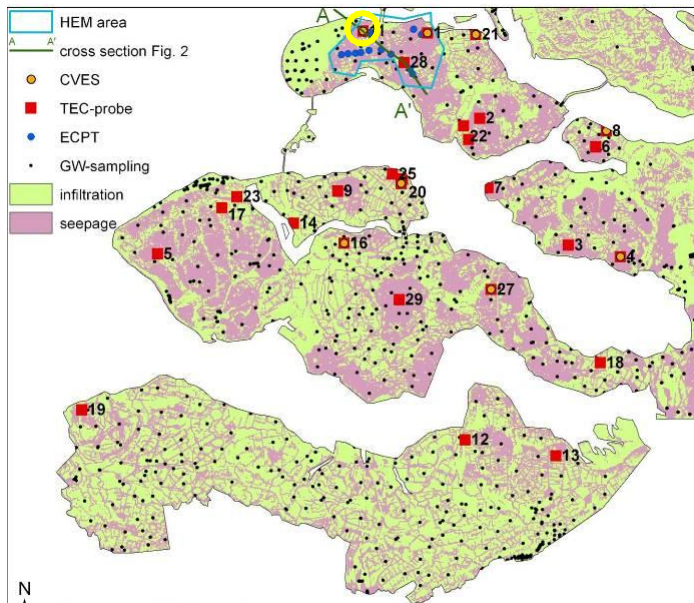 HEM area
A A'
cross section Fig. 2
CVES
TEC-probe
ECPT
GW-sampling
infiltration
seepage
A
1
21
28
A'
2
22
8
6
25
20
9
23
17
14
7
5
16
3
4
27
29
18
19
12
13
N